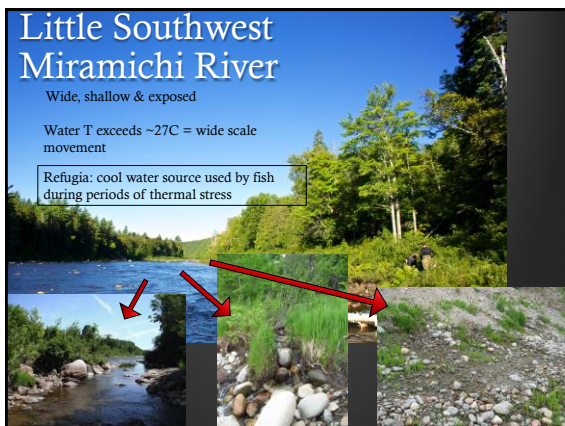 Little Southwest
Miramichi River
Wide, shallow & exposed
Water T exceeds ~27C = wide scale
movement
Refugia: cool water source used by fish
during periods of thermal stress